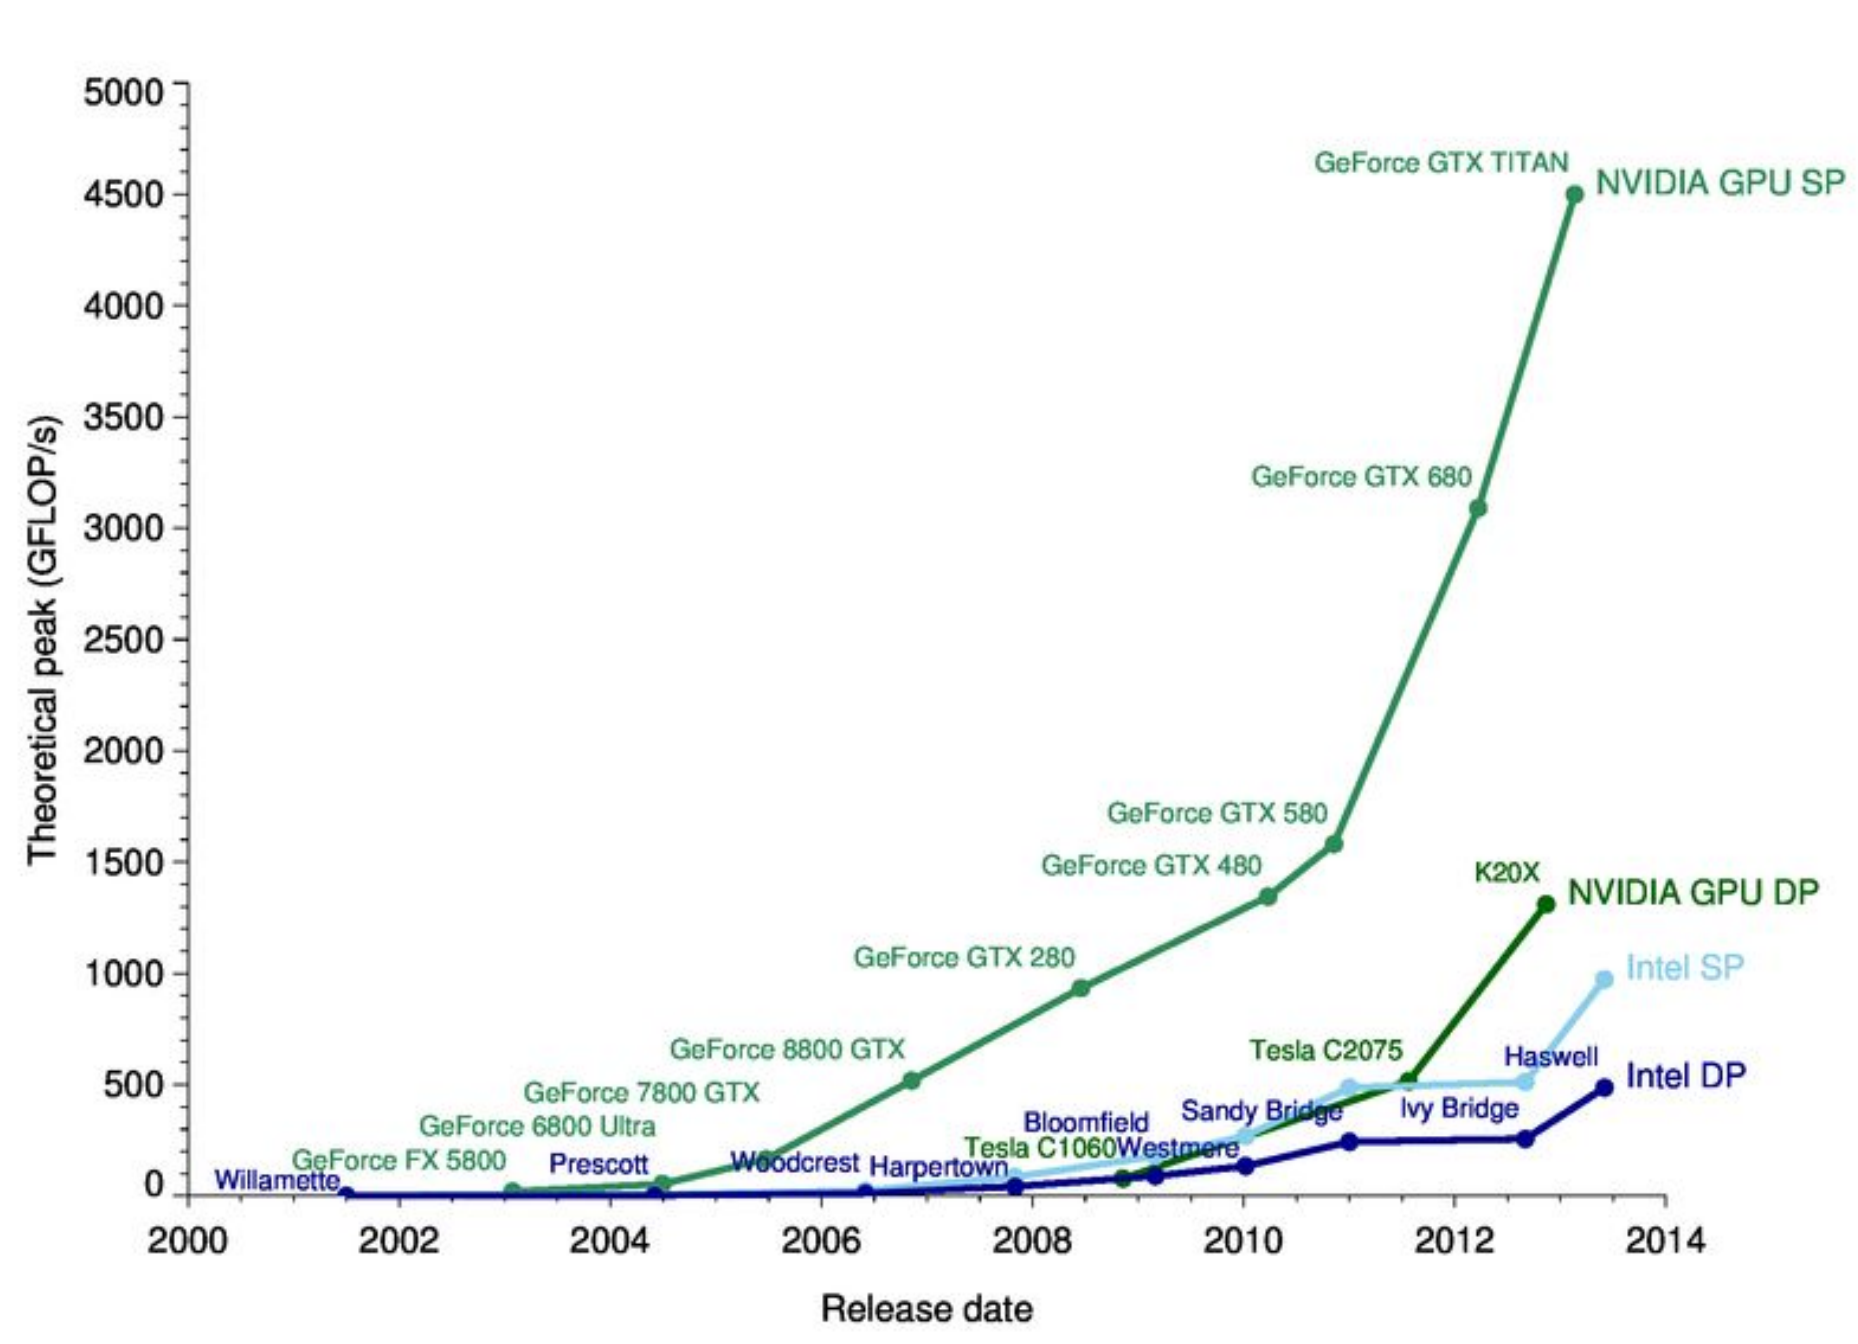 5000
4500
4000
3500
3000
2500
2000
1500
1000
500
0
Theoretical peak (GFLOP/s)
GeForce GTX TITAN
NVIDIA GPU SP
GeForce GTX 680
GeForce GTX 580
GeForce GTX 480
K20X
NVIDIA GPU DP
GeForce GTX 280
Intel SP
GeForce 8800 GTX
Tesla C2075
Haswell
Intel DP
GeForce 7800 GTX
GeForce 6800 Ultra
Bloomfield
Sandy Bridge
Ivy Bridge
GeForce FX 5800
Prescott
Woodcrest
Harpertown
Tesla C1060
Westmere
Willamette
2000 2002 2004 2006 2008 2010 2012 2014
Release date